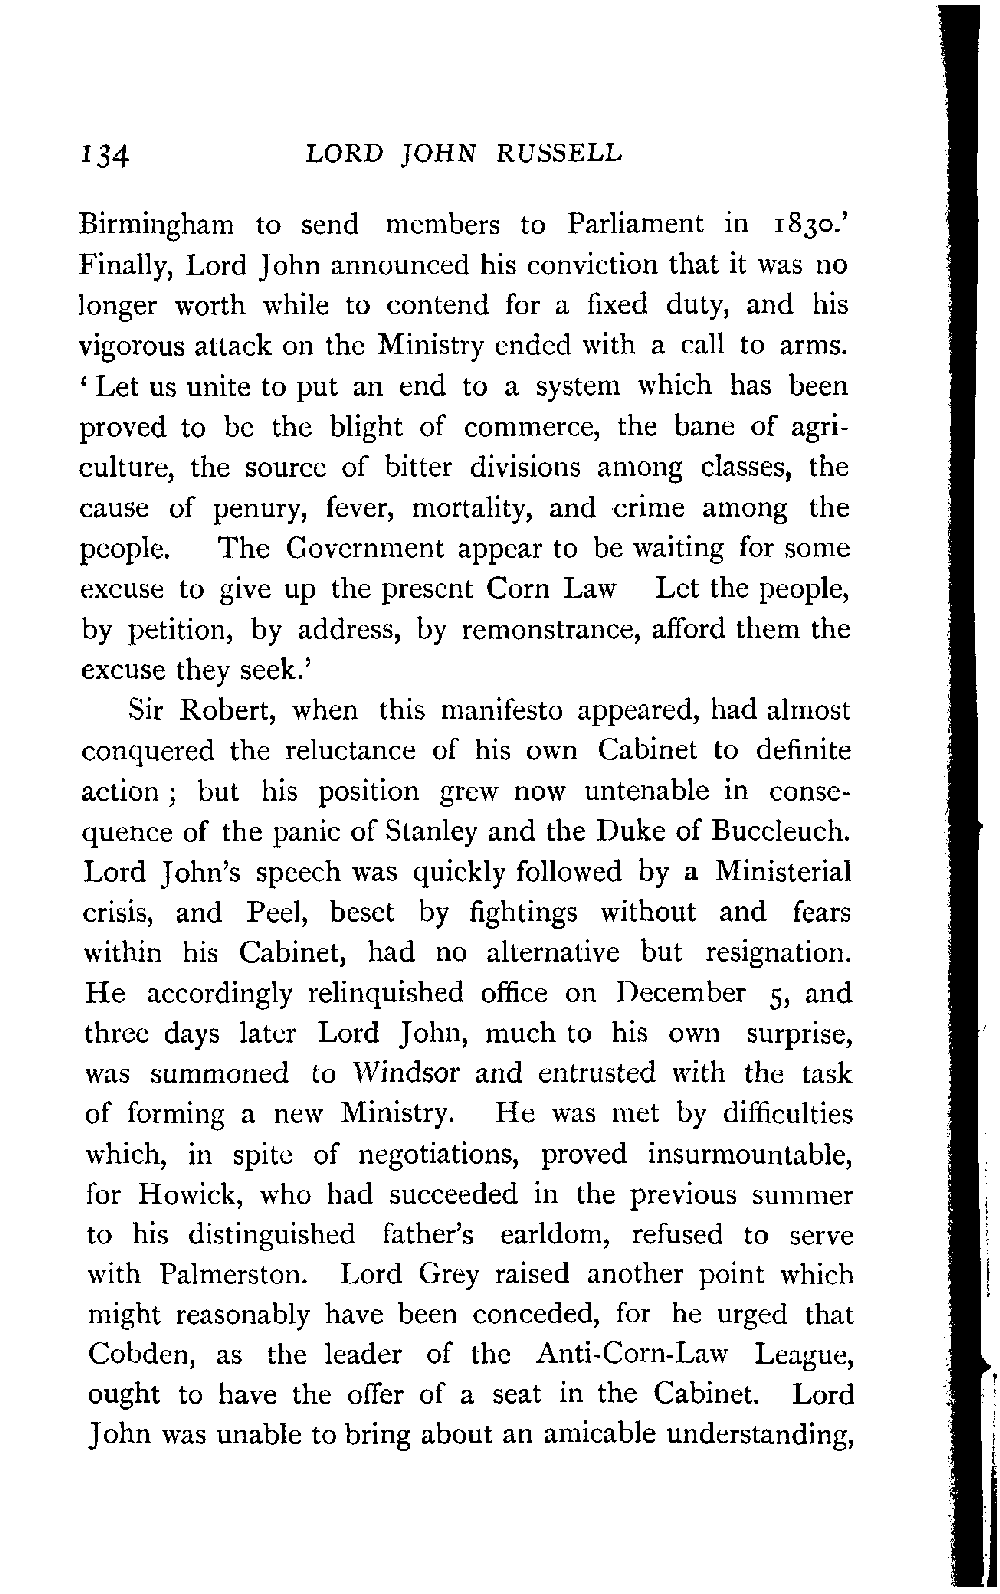 134 LORD JOHN RUSSELL
Birmingham to send members to Parliament in 1830.’
Finally, Lord John announced his conviction that it was no
longer worth while to contend for a fixed duty, and his
vigorous attack on the Ministry ended with a call to arms.
‘ Let us unite to put an end to a system which has been
proved to be the blight of commerce, the bane of agri-
culture, the source of bitter divisions among classes, the
cause of penury, fever, mortality, and crime among the
people. The Government appear to be waiting for some
excuse to give up the present Corn Law Let the people,
by petition, by address, by remonstrance, afford them the
excuse they seek.’
Sir Robert, when this manifesto appeared, had almost
conquered the reluctance of his own Cabinet to definite
action ; but his position grew now untenable in conse-
quence of the panic of Stanley and the Duke of Buccleuch.
Lord John’s speech was quickly followed by a Ministerial
crisis, and Peel, beset by fightings without and fears
within his Cabinet, had no alternative but resignation.
He accordingly relinquished office on December 5, and
three days later Lord John, much to his own surprise,
was summoned to Windsor and entrusted with the task
of forming a new Ministry. He was met by difficulties
which, in spite of negotiations, proved insurmountable,
for Howick, who had succeeded in the previous summer
to his distinguished father’s earldom, refused to serve
with Palmerston. Lord Grey raised another point which
might reasonably have been conceded, for he urged that
Cobden, as the leader of the Anti-Corn-Law League,
ought to have the offer of a seat in the Cabinet. Lord
John was unable to bring about an amicable understanding,